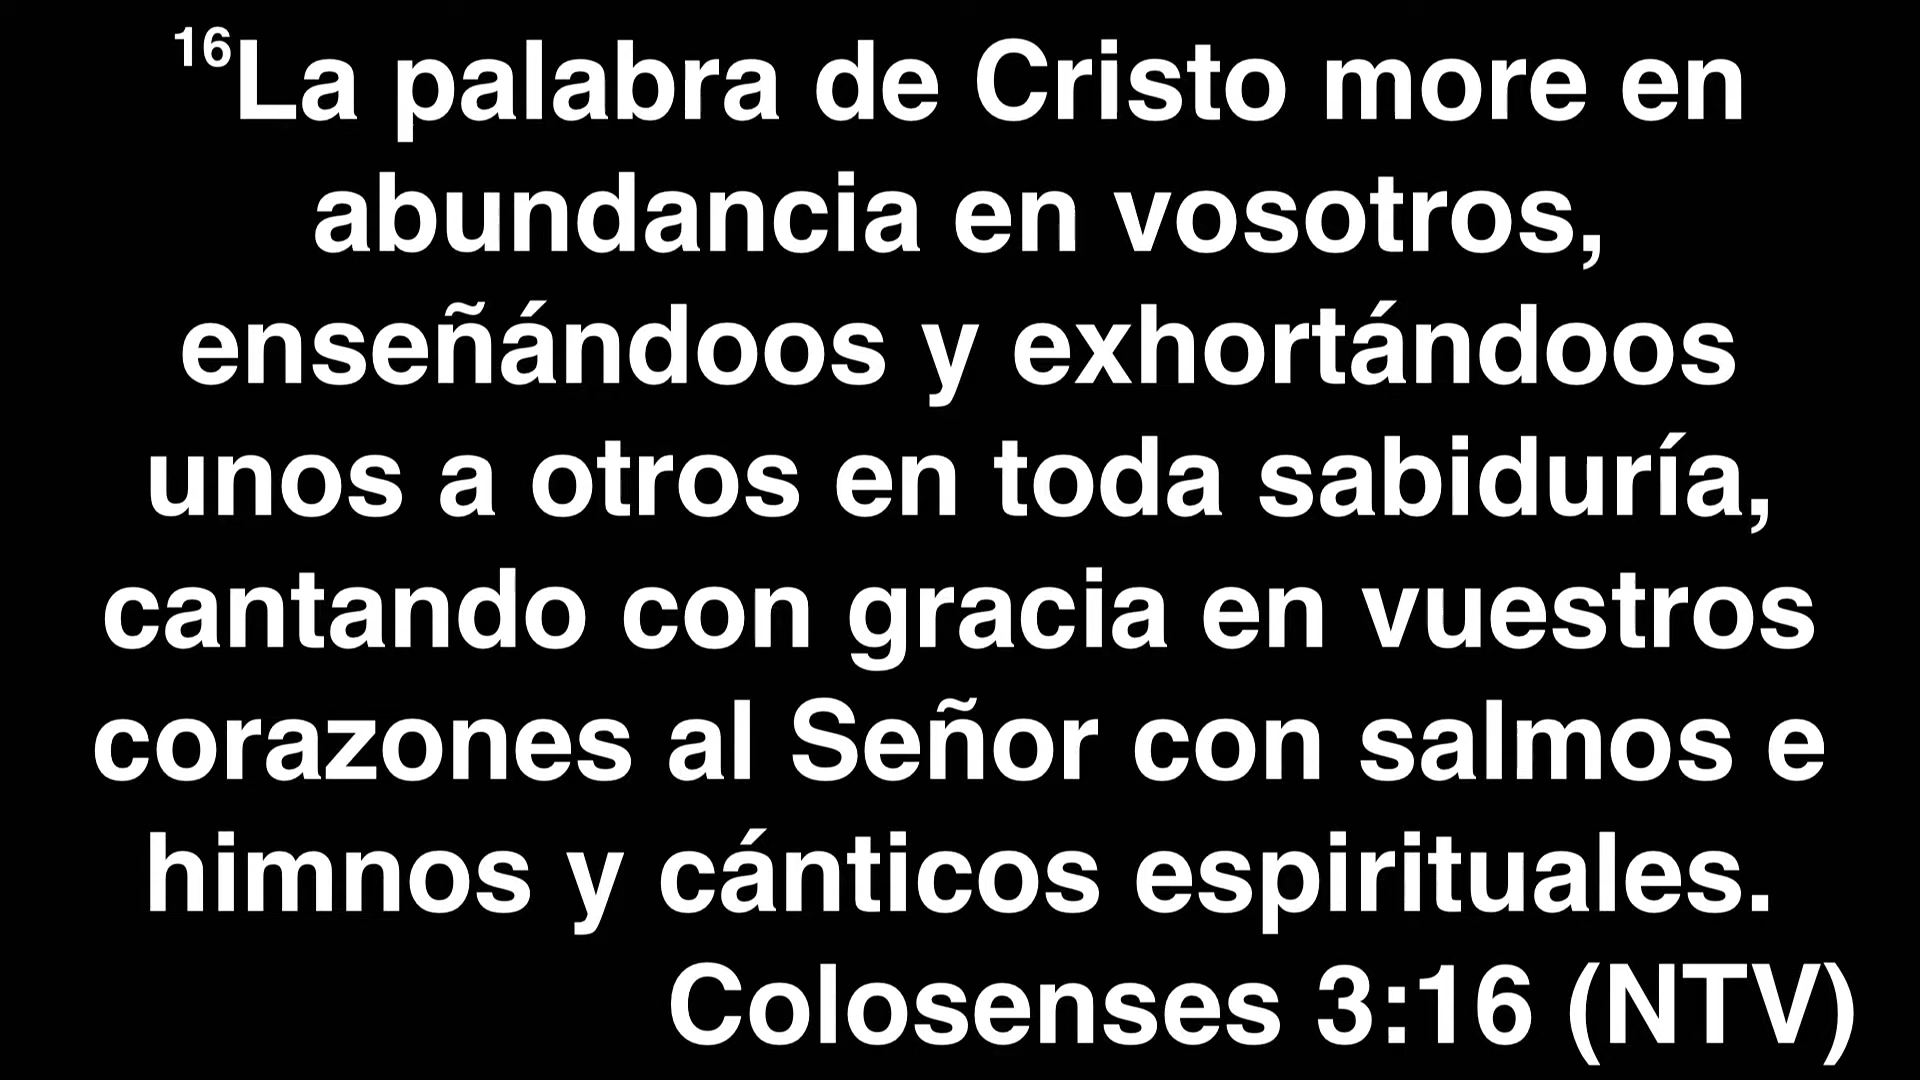 16La palabra de Cristo more en
abundancia en vosotros,
enseñándoos y exhortándoos
unos a otros en toda sabiduría,
cantando con gracia en vuestros
corazones al Señor con salmos e
himnos y cánticos espirituales.
Colosenses 3:16 (NTV)